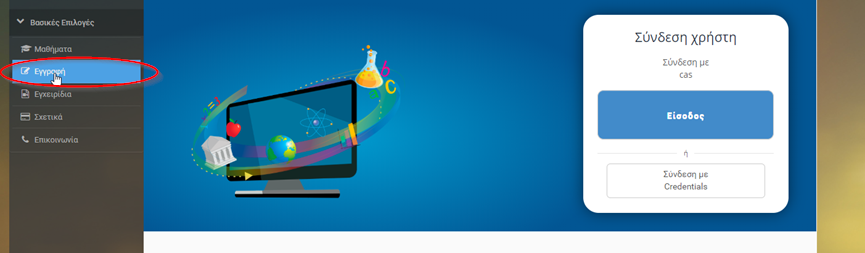 Βασικές Επιλογές
Μαθήματα
Εγγραφή
Εγχειρίδια
Σχετικά
Επικοινωνία
Σύνδεση χρήστη
Σύνδεση με
cas
Είσοδος
ή
Σύνδεση με
Credentials